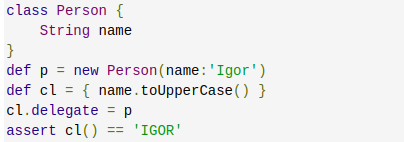 class Person {
    String name
}
def p = new Person(name:'Igor')
def cl = { name.toUpperCase() }
cl.delegate = p
assert cl() == 'IGOR'